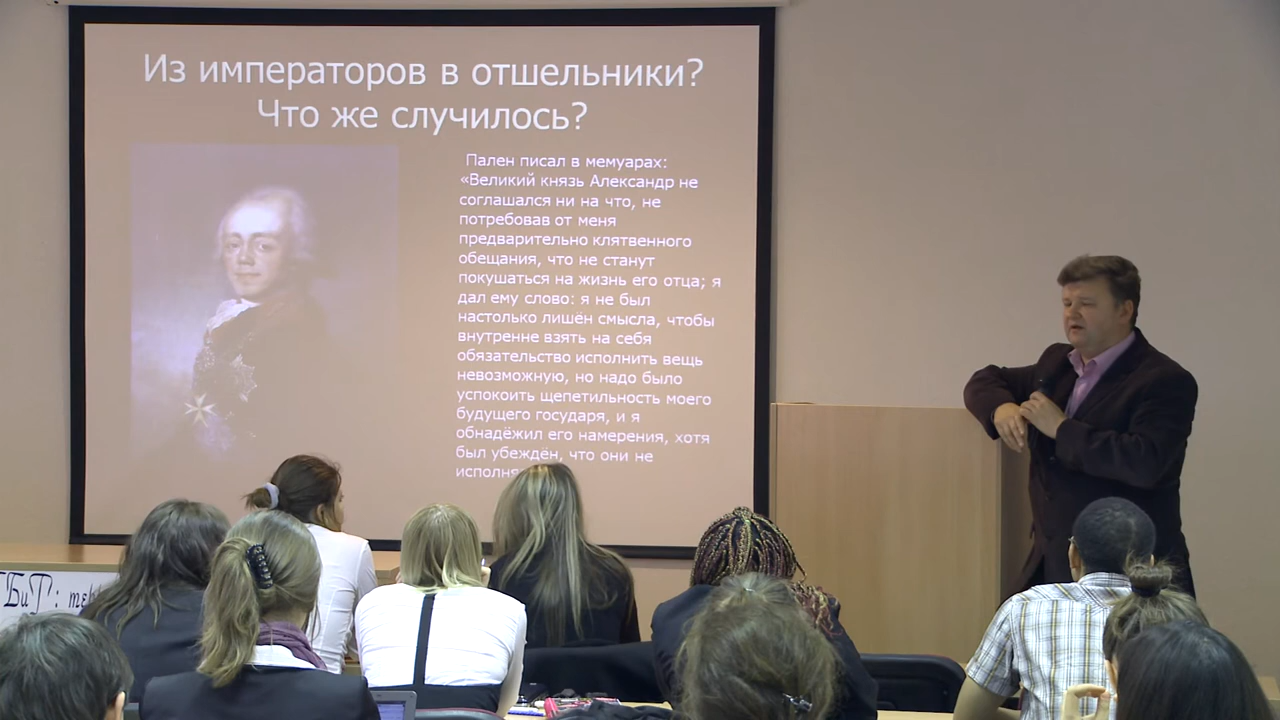 Из императоров в отшельники?
Что же случилось?
Пален писал в мемуарах:
«Великий князь Александр не
соглашался ни на что, не
потребовав от меня
предварительно клятвенного
обещания, что не станут
покушаться на жизнь его отца; я
дал ему слово: я не был
настолько лишён смысла, чтобы
внутренне взять на себя
обязательство исполнить вещь
невозможную, но надо было
успокоить щепетильность моего
будущего государя, и я
обнадёжил его намерения, хотя
был убеждён, что они не